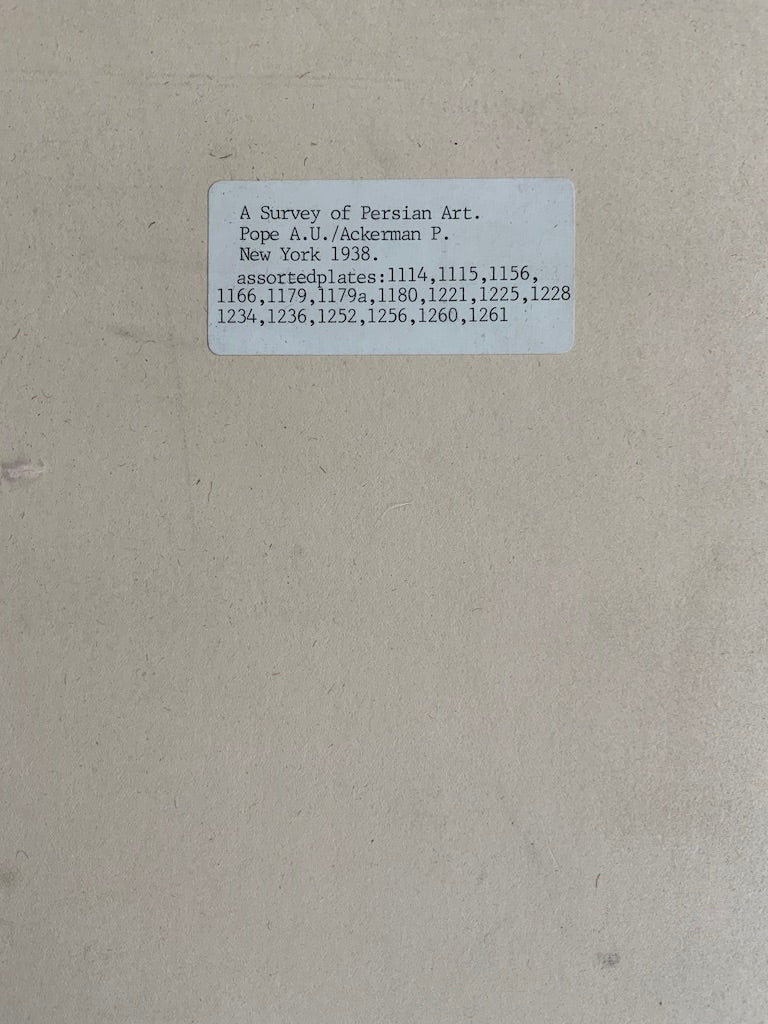 A Survey of Persian Art.
Pope A.U./Ackerman P.
New York 1938.
assortedplates:1114,1115,1156,
1166,1179,1179a,1180,1221,1225,1228
1234,1236,1252,1256,1260,1261